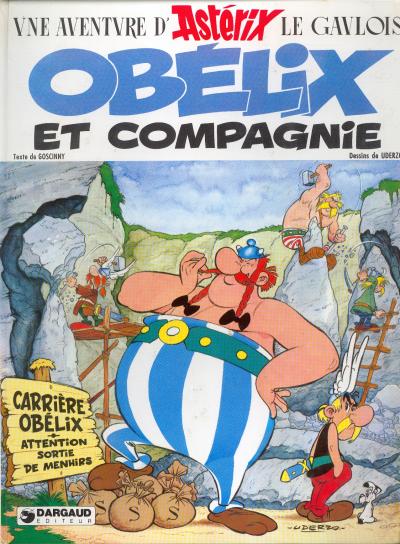 VNE AVENTVRE D'Astérix LE GAVLOIS
OBÉLIX
ET COMPAGNIE
Texte de GOSCINNY
Dessins de UDERZO
CARRIÈRE
OBÉLIX
ATTENTION
SORTIE
DE MENHIRS
S S S
DARGAUD
EDITEUR
UDERZO